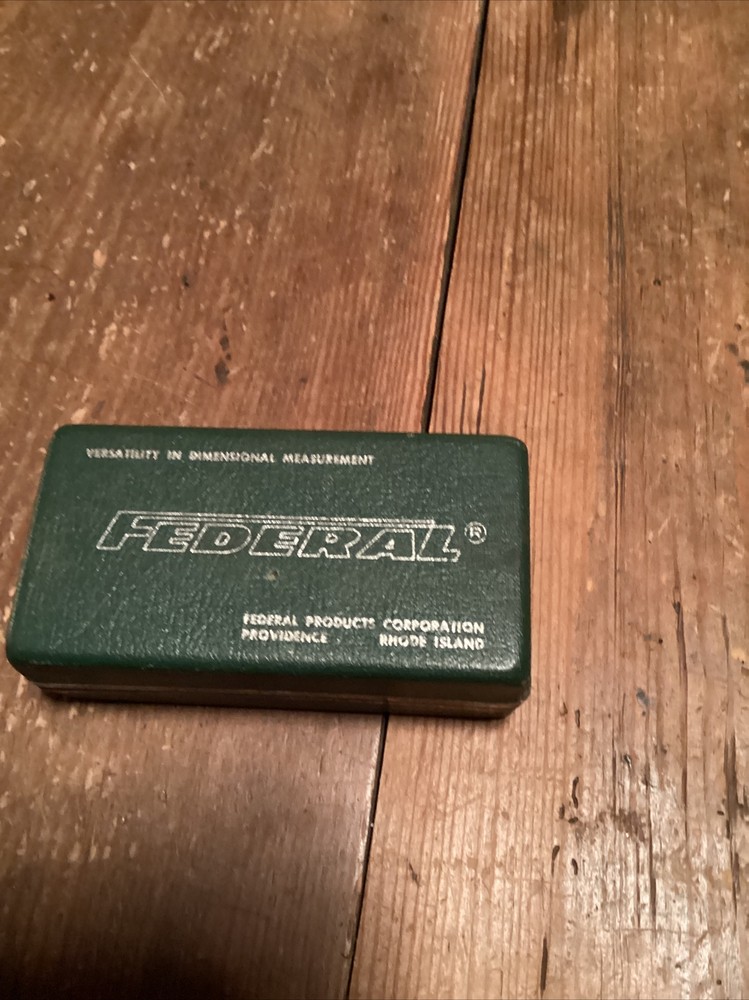 VERSATILITY IN DIMENSIONAL MEASUREMENT
FEDERAL®
FEDERAL PRODUCTS CORPORATION
PROVIDENCE RHODE ISLAND